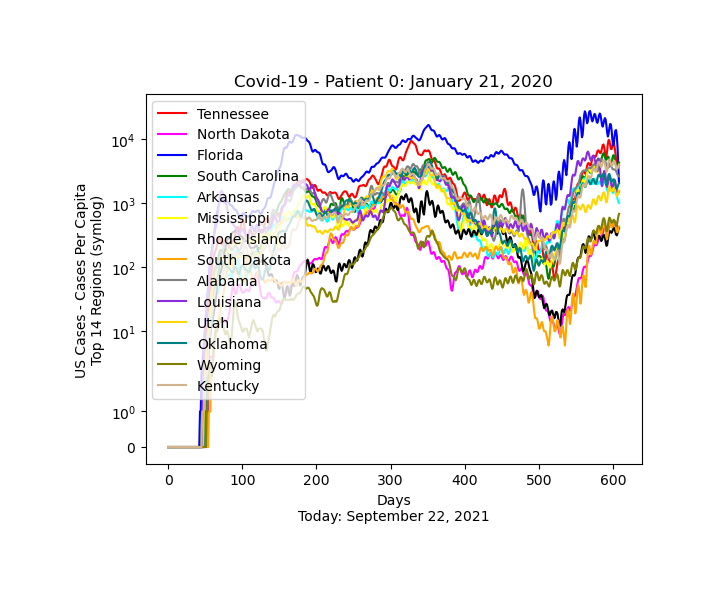 Covid-19 - Patient 0: January 21, 2020
US Cases - Cases Per Capita
Top 14 Regions (symlog)
10^4
10^3
10^2
10^1
10^0
0
Tennessee
North Dakota
Florida
South Carolina
Arkansas
Mississippi
Rhode Island
South Dakota
Alabama
Louisiana
Utah
Oklahoma
Wyoming
Kentucky
0 100 200 300 400 500 600
Days
Today: September 22, 2021